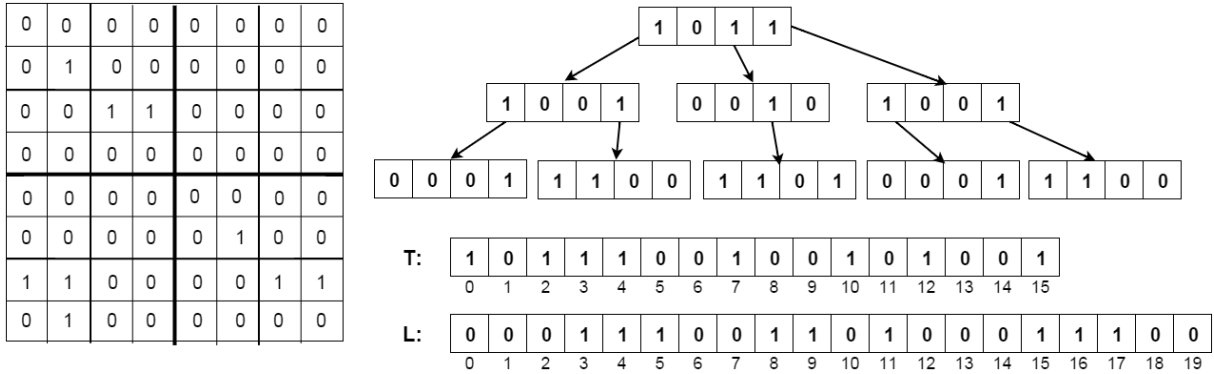 0 0 0 0 0 0 0 0
0 1 0 0 0 0 0 0
0 0 1 1 0 0 0 0
0 0 0 0 0 0 0 0
0 0 0 0 0 0 0 0
0 0 0 0 0 1 0 0
1 1 0 0 0 0 1 1
0 1 0 0 0 0 0 0
1 0 1 1
1 0 0 1 0 0 1 0 1 0 0 1
0 0 0 1 1 1 0 0 1 1 0 1 0 0 0 1 1 1 0 0
T: 1 0 1 1 1 0 0 1 0 0 1 0 1 0 0 1
0 1 2 3 4 5 6 7 8 9 10 11 12 13 14 15
L: 0 0 0 1 1 1 0 0 1 1 0 1 0 0 0 1 1 1 0 0
0 1 2 3 4 5 6 7 8 9 10 11 12 13 14 15 16 17 18 19